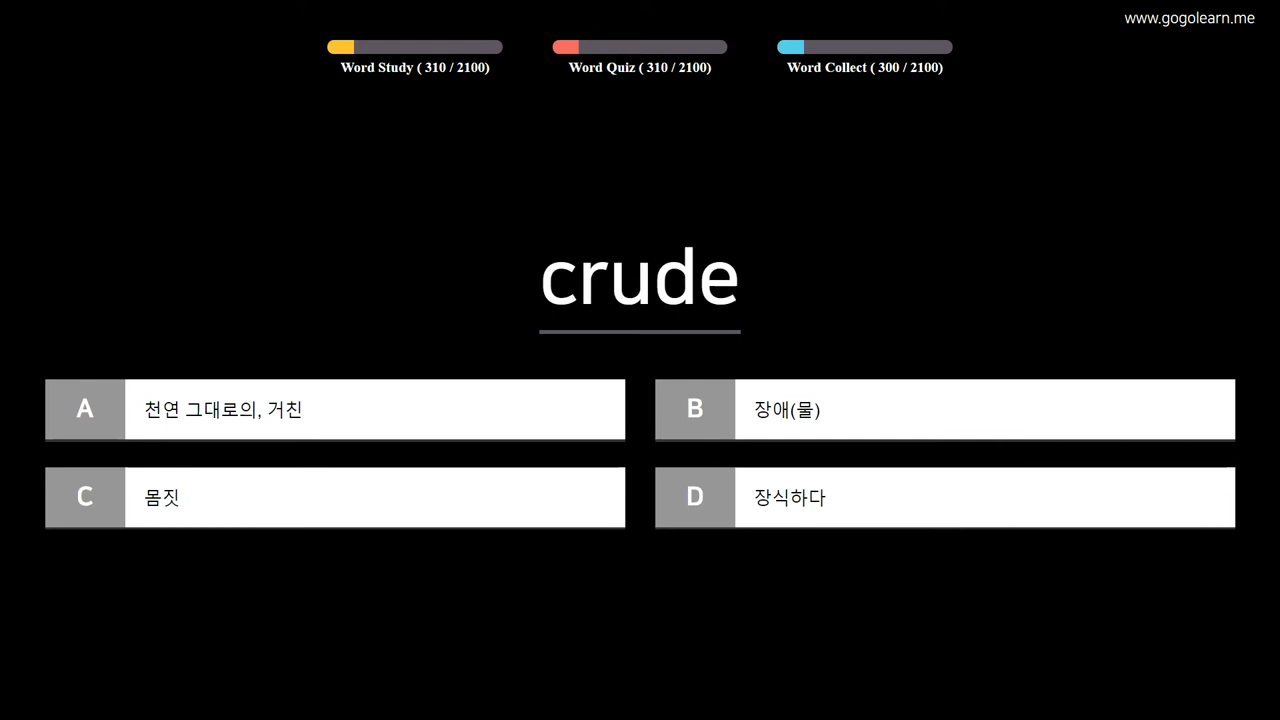 www.gogolearn.me
Word Study ( 310 / 2100)
Word Quiz ( 310 / 2100)
Word Collect ( 300 / 2100)
crude
A 천연 그대로의, 거친
B 장애(물)
C 몸짓
D 장식하다